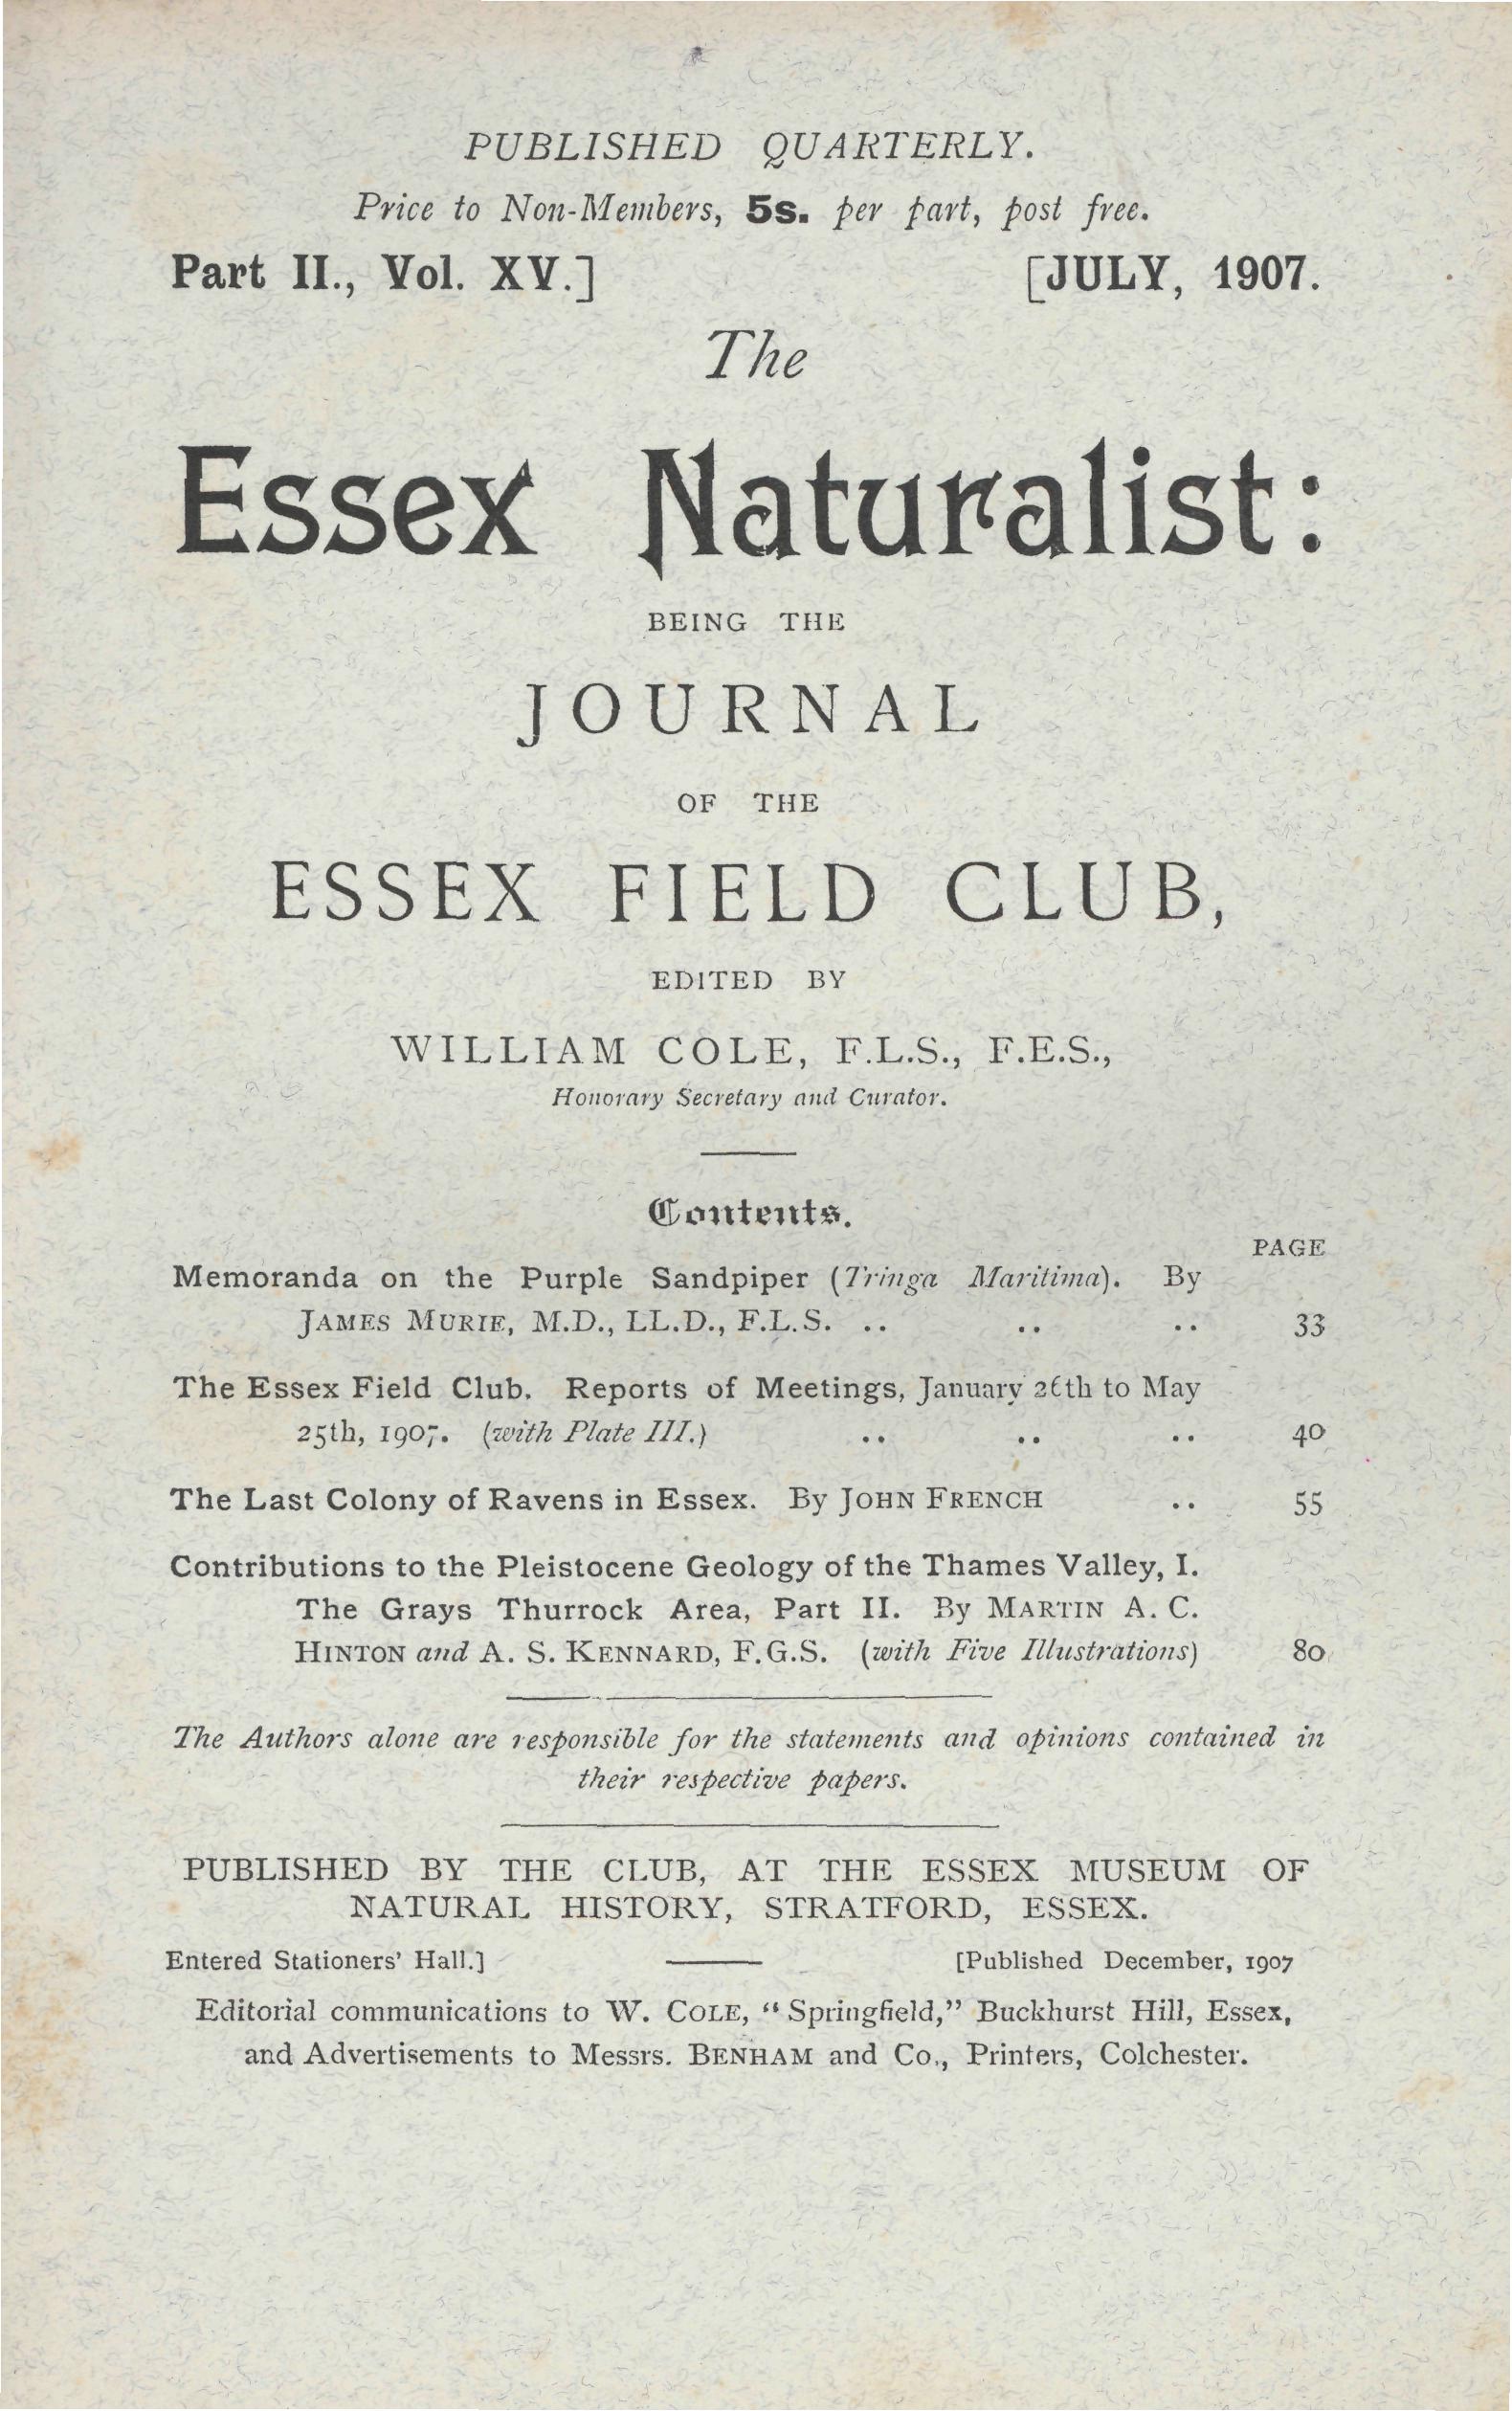 PUBLISHED QUARTERLY.
Price to Non-Members, 5s. per part, post free.
Part II., Vol. XV.] [JULY, 1907.
The
Essex Naturalist:
BEING THE
JOURNAL
OF THE
ESSEX FIELD CLUB,
EDITED BY
WILLIAM COLE, F.L.S., F.E.S.,
Honorary Secretary and Curator.
Contents.
PAGE
Memoranda on the Purple Sandpiper (Tringa Maritima). By
JAMES MURIE, M.D., LL.D., F.L.S. .. .. .. 33
The Essex Field Club. Reports of Meetings, January 26th to May
25th, 1907. (with Plate III.) .. .. .. 40
The Last Colony of Ravens in Essex. By JOHN FRENCH .. 55
Contributions to the Pleistocene Geology of the Thames Valley, I.
The Grays Thurrock Area, Part II. By MARTIN A. C.
HINTON and A. S. KENNARD, F.G.S. (with Five Illustrations) 80
The Authors alone are responsible for the statements and opinions contained in
their respective papers.
PUBLISHED BY THE CLUB, AT THE ESSEX MUSEUM OF
NATURAL HISTORY, STRATFORD, ESSEX.
Entered Stationers' Hall.] [Published December, 1907
Editorial communications to W. COLE, "Springfield," Buckhurst Hill, Essex,
and Advertisements to Messrs. BENHAM and Co., Printers, Colchester.